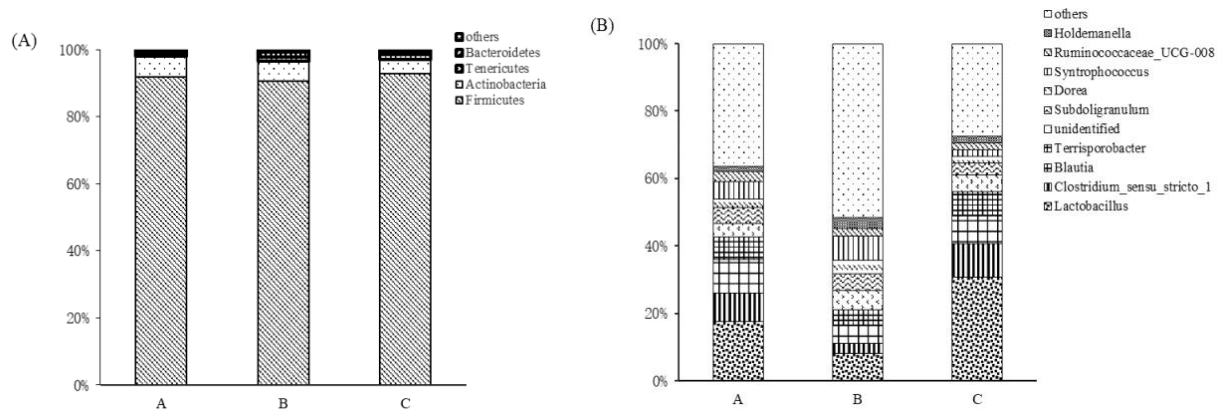 (A)
100%
80%
60%
40%
20%
0%
A B C
others
Bacteroidetes
Tenericutes
Actinobacteria
Firmicutes
(B)
100%
80%
60%
40%
20%
0%
A B C
others
Holdemanella
Ruminococcaceae_UCG-008
Syntrophococcus
Dorea
Subdoligranulum
unidentified
Terrisporobacter
Blautia
Clostridium_sensu_stricto_1
Lactobacillus